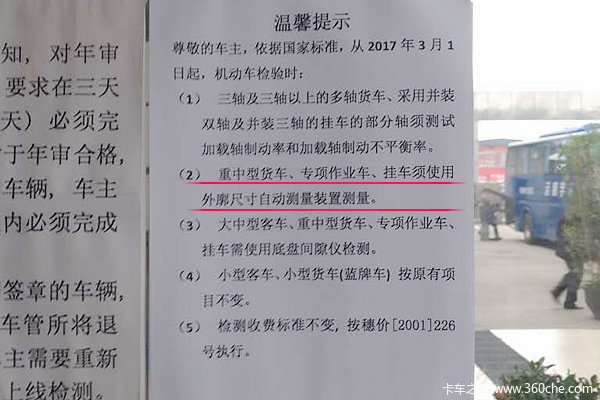 知，对年审
要求在三天
天）必须完
于年审合格，
车辆，车主
内必须完成
签章的车辆，
车管所将退
主需要重新
上线检测。
温馨提示
尊敬的车主，依据国家标准，从 2017 年 3 月 1
日起，机动车检验时：
（1） 三轴及三轴以上的多轴货车、采用并装
双轴及并装三轴的挂车的部分轴须测试
加载轴制动率和加载轴制动不平衡率。
（2） 重中型货车、专项作业车、挂车须使用
外廓尺寸自动测量装置测量。
（3） 大中型客车、重中型货车、专项作业车、
挂车需使用底盘间隙仪检测。
（4） 小型客车、小型货车(蓝牌车) 按原有项
目不变。
（5） 检测收费标准不变，按穗价[2001]226
号执行。
卡车之家 www.360che.com